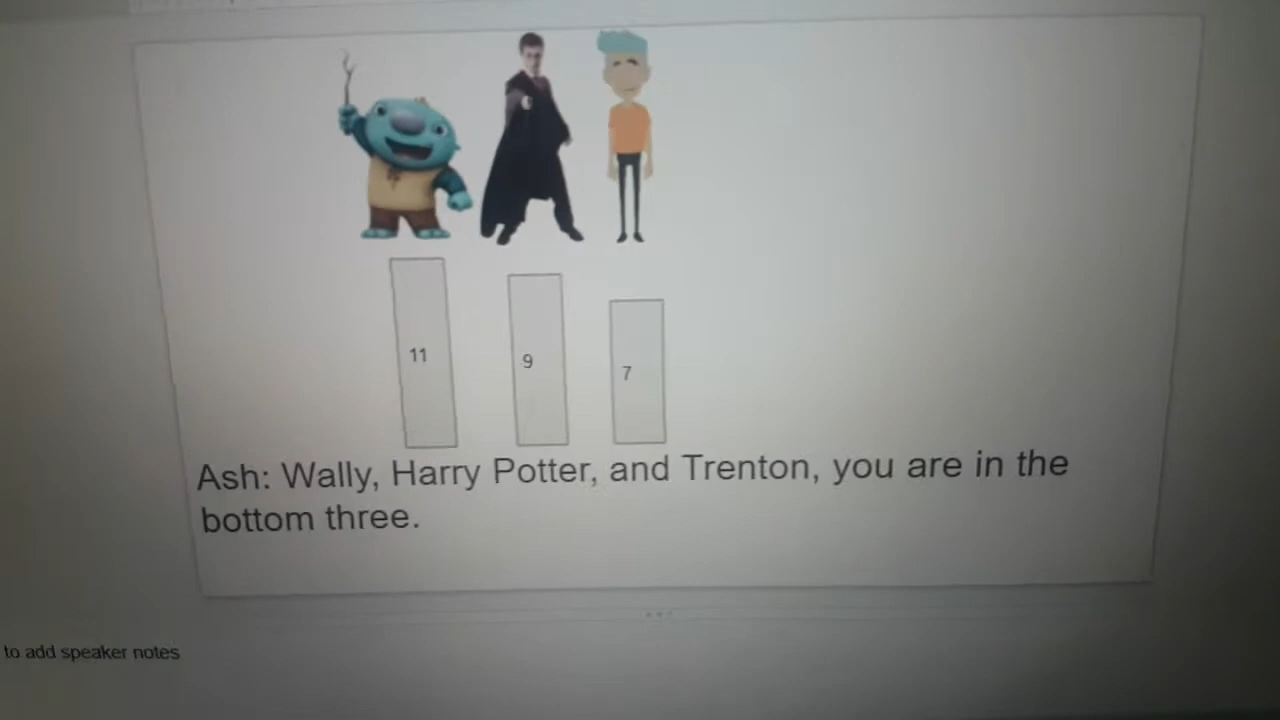 11
9
7
Ash: Wally, Harry Potter, and Trenton, you are in the
bottom three.
to add speaker notes